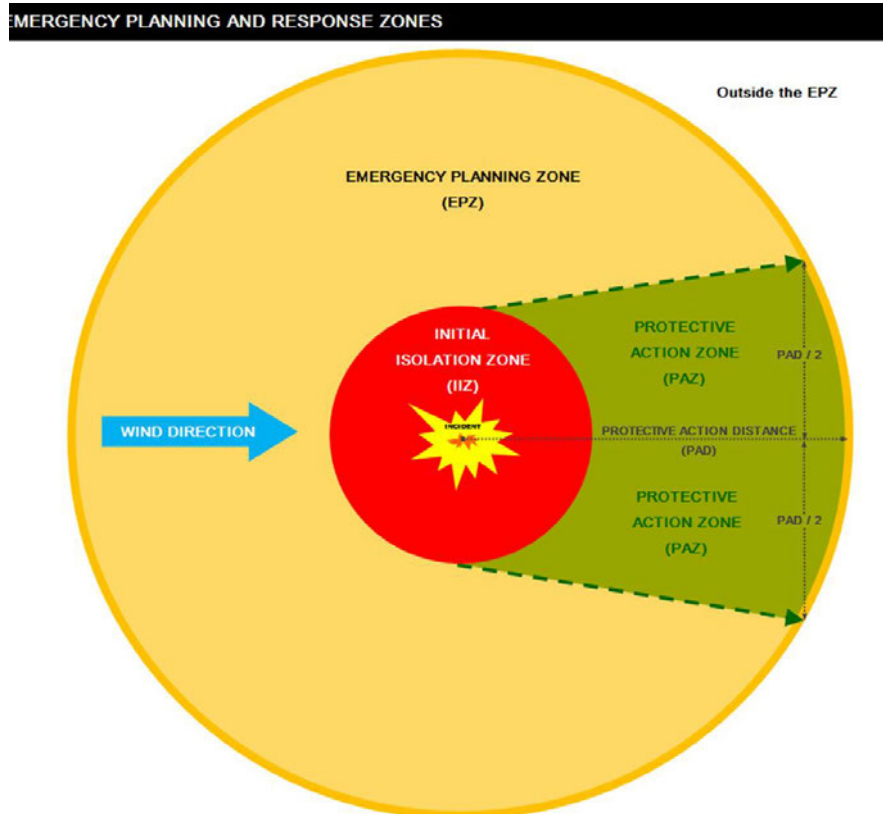 EMERGENCY PLANNING AND RESPONSE ZONES
Outside the EPZ
EMERGENCY PLANNING ZONE
(EPZ)
INITIAL
ISOLATION ZONE
(IIZ)
INCIDENT
WIND DIRECTION
PROTECTIVE
ACTION ZONE
(PAZ)
PAD / 2
PROTECTIVE ACTION DISTANCE
(PAD)
PROTECTIVE
ACTION ZONE
(PAZ)
PAD / 2